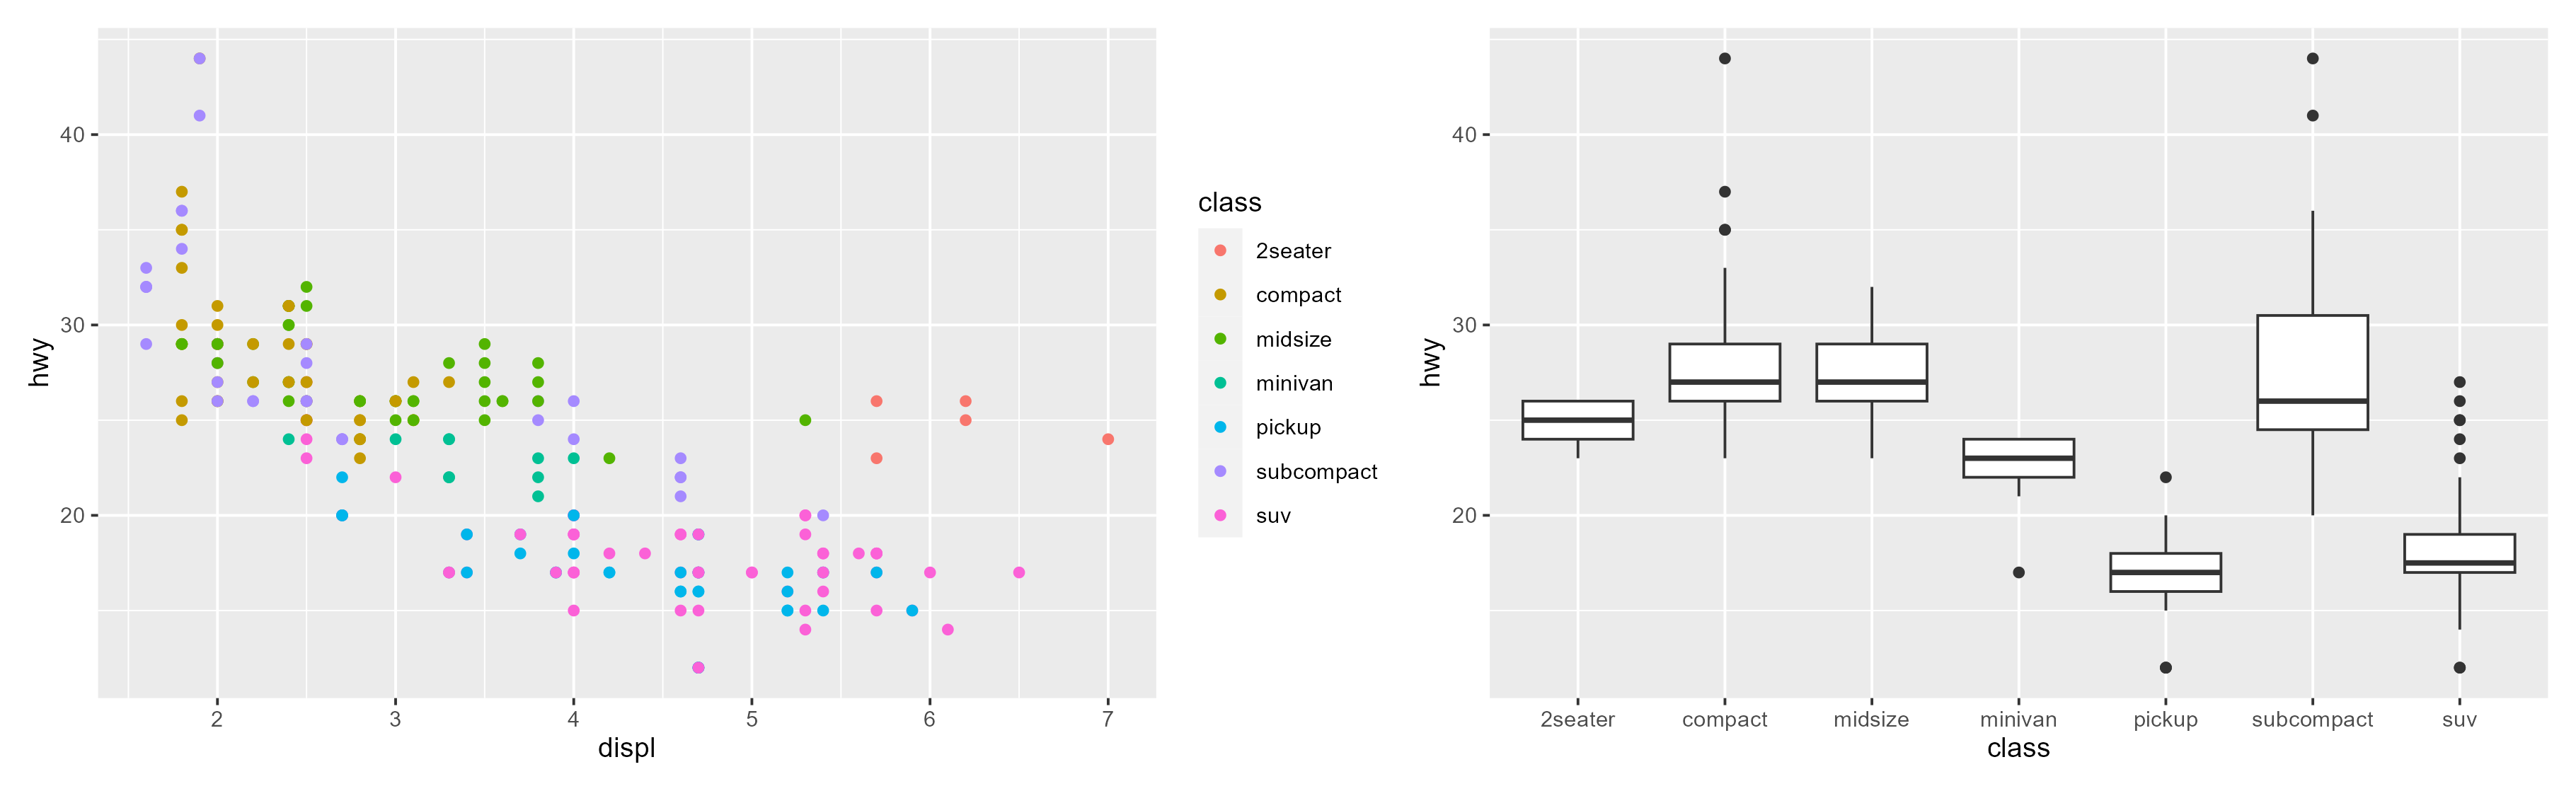 hwy
40
30
20
2 3 4 5 6 7
displ
class
2seater
compact
midsize
minivan
pickup
subcompact
suv
hwy
40
30
20
2seater compact midsize minivan pickup subcompact suv
class